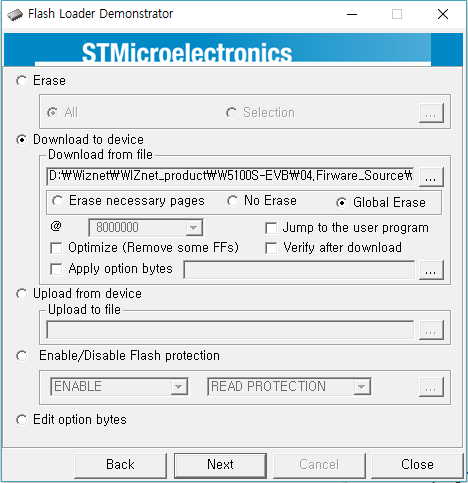 Flash Loader Demonstrator
STMicroelectronics
Erase
All Selection ...
Download to device
Download from file
D:₩Wiznet₩WIZnet_product₩W5100S-EVB₩04,Firware_Source₩ ...
Erase necessary pages No Erase Global Erase
@ 8000000 Jump to the user program
Optimize (Remove some FFs) Verify after download
Apply option bytes ...
Upload from device
Upload to file
...
Enable/Disable Flash protection
ENABLE READ PROTECTION ...
Edit option bytes
Back Next Cancel Close